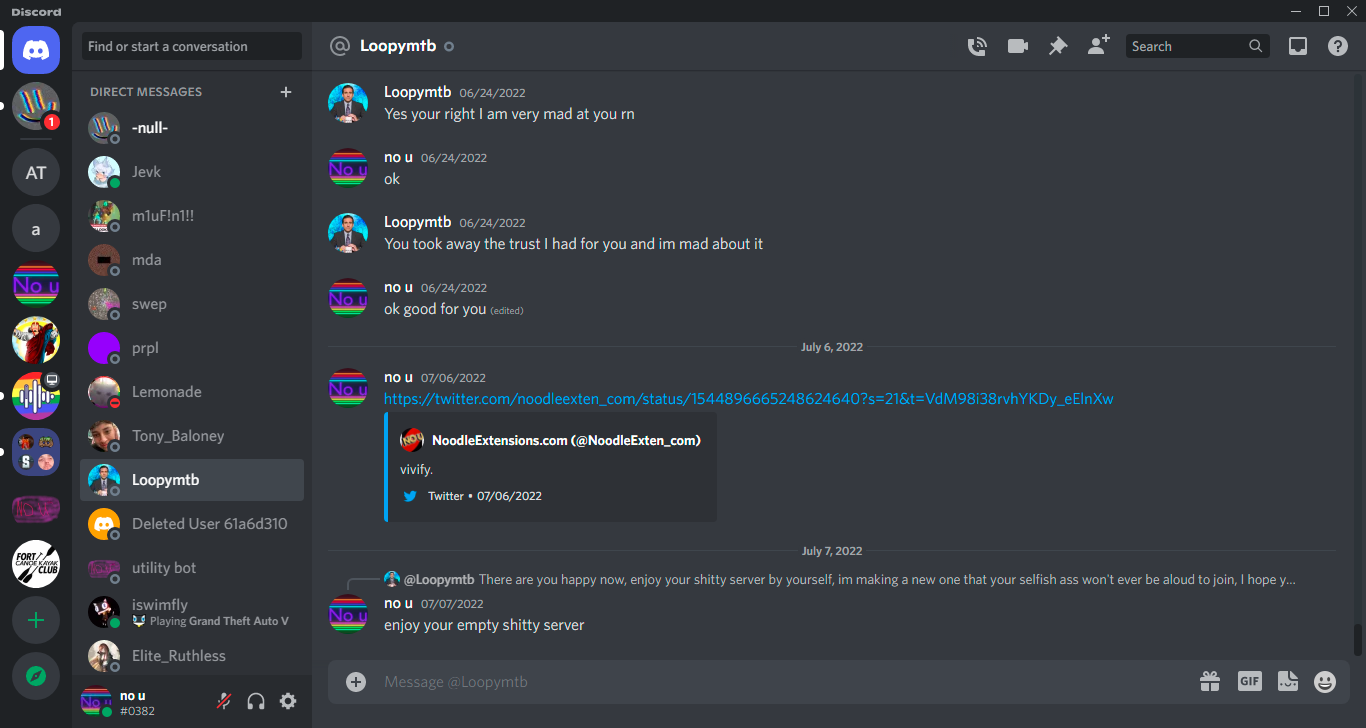 Discord
Find or start a conversation
DIRECT MESSAGES
-null-
Jevk
m1uF!n1!!
mda
swep
prpl
Lemonade
Tony_Baloney
Loopymtb
Deleted User 61a6d310
utility bot
iswimfly
Playing Grand Theft Auto V
Elite_Ruthless
no u
#0382
1
AT
a
No u
FORT
CANOE KAYAK
CLUB
@ Loopymtb
Search
Loopymtb 06/24/2022
Yes your right I am very mad at you rn
no u 06/24/2022
ok
Loopymtb 06/24/2022
You took away the trust I had for you and im mad about it
no u 06/24/2022
ok good for you (edited)
July 6, 2022
no u 07/06/2022
https://twitter.com/noodleexten_com/status/1544896665248624640?s=21&t=VdM98i38rvhYKDy_eElnXw
NoodleExtensions.com (@NoodleExten_com)
vivify.
Twitter • 07/06/2022
July 7, 2022
@Loopymtb There are you happy now, enjoy your shitty server by yourself, im making a new one that your selfish ass won't ever be aloud to join, I hope y...
no u 07/07/2022
enjoy your empty shitty server
Message @Loopymtb
GIF